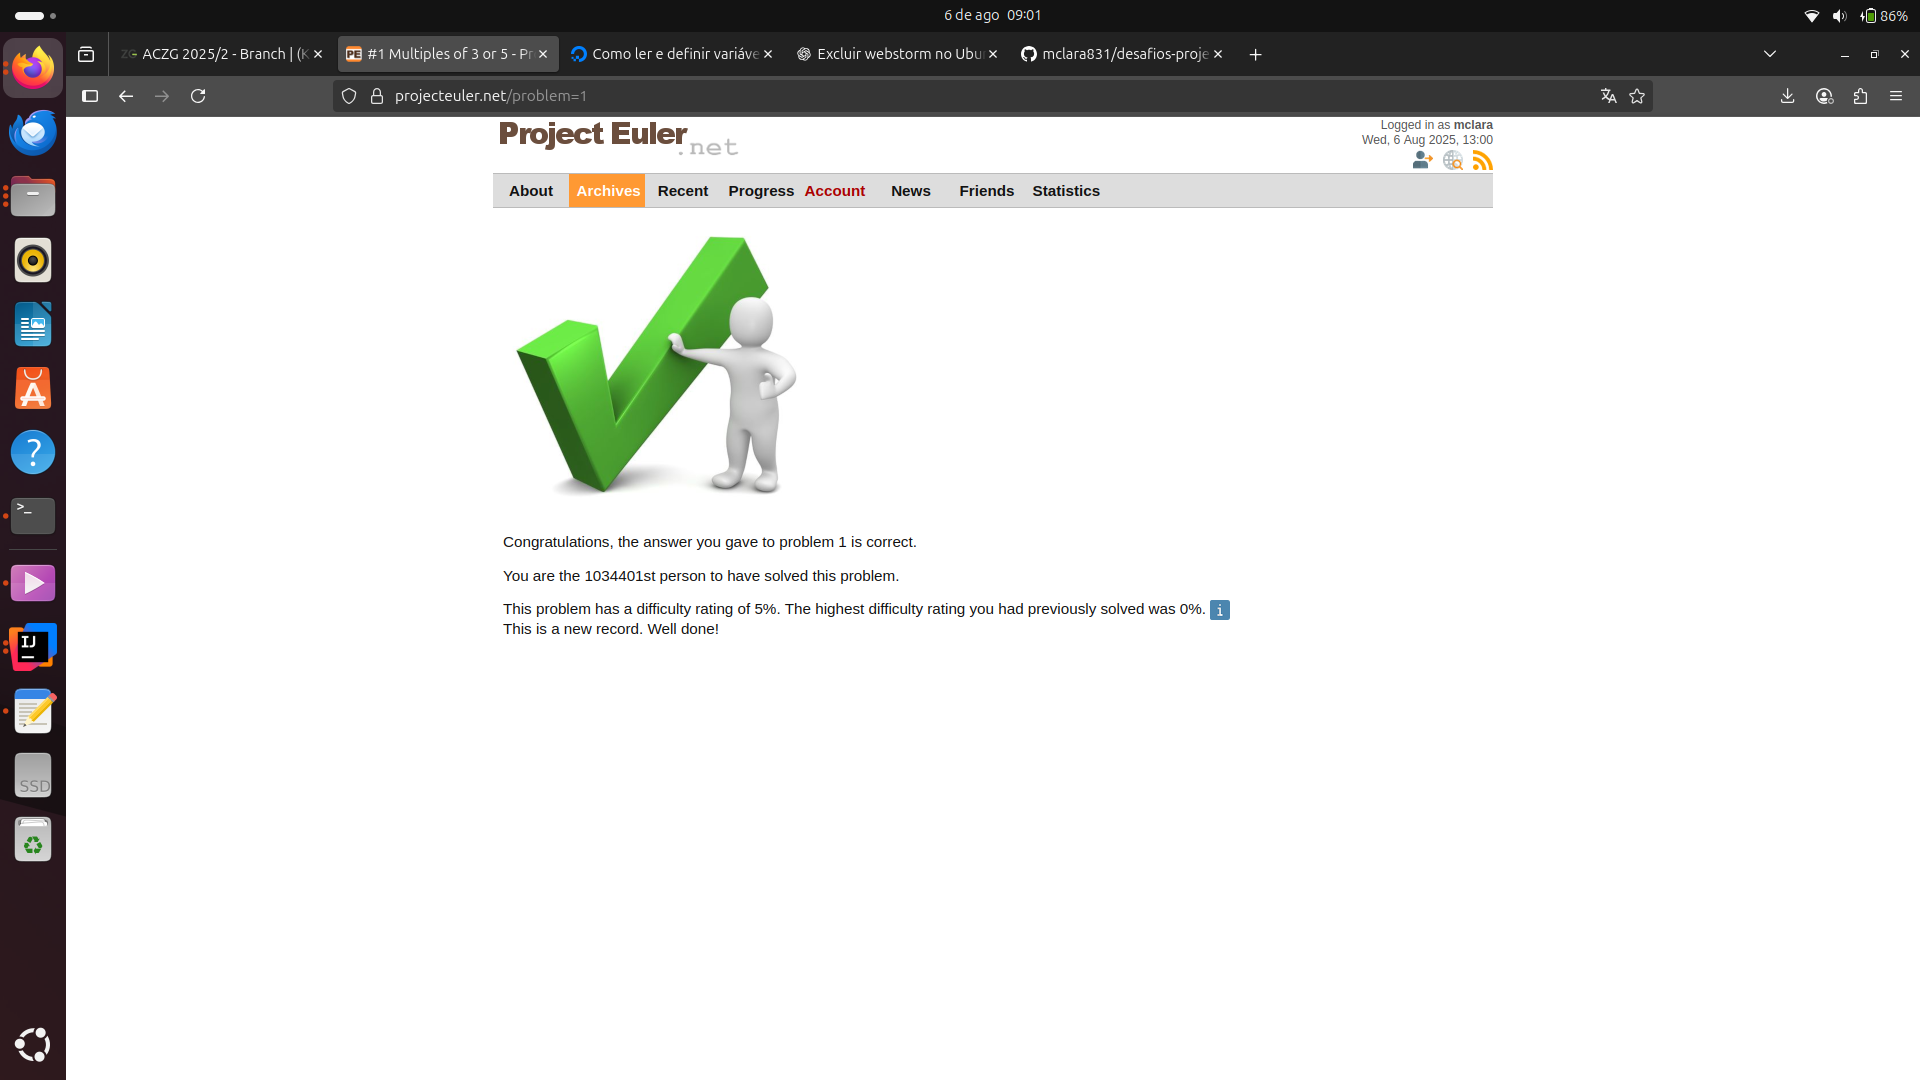 6 de ago 09:01
86%
ACZG 2025/2 - Branch | (K
#1 Multiples of 3 or 5 - Pr
Como ler e definir variáve
Excluir webstorm no Ubu
mclara831/desafios-proje
projecteuler.net/problem=1
Project Euler
.net
Logged in as mclara
Wed, 6 Aug 2025, 13:00
About Archives Recent Progress Account News Friends Statistics
Congratulations, the answer you gave to problem 1 is correct.
You are the 1034401st person to have solved this problem.
This problem has a difficulty rating of 5%. The highest difficulty rating you had previously solved was 0%. i
This is a new record. Well done!
PE
A
?
>_
IJ
SSD